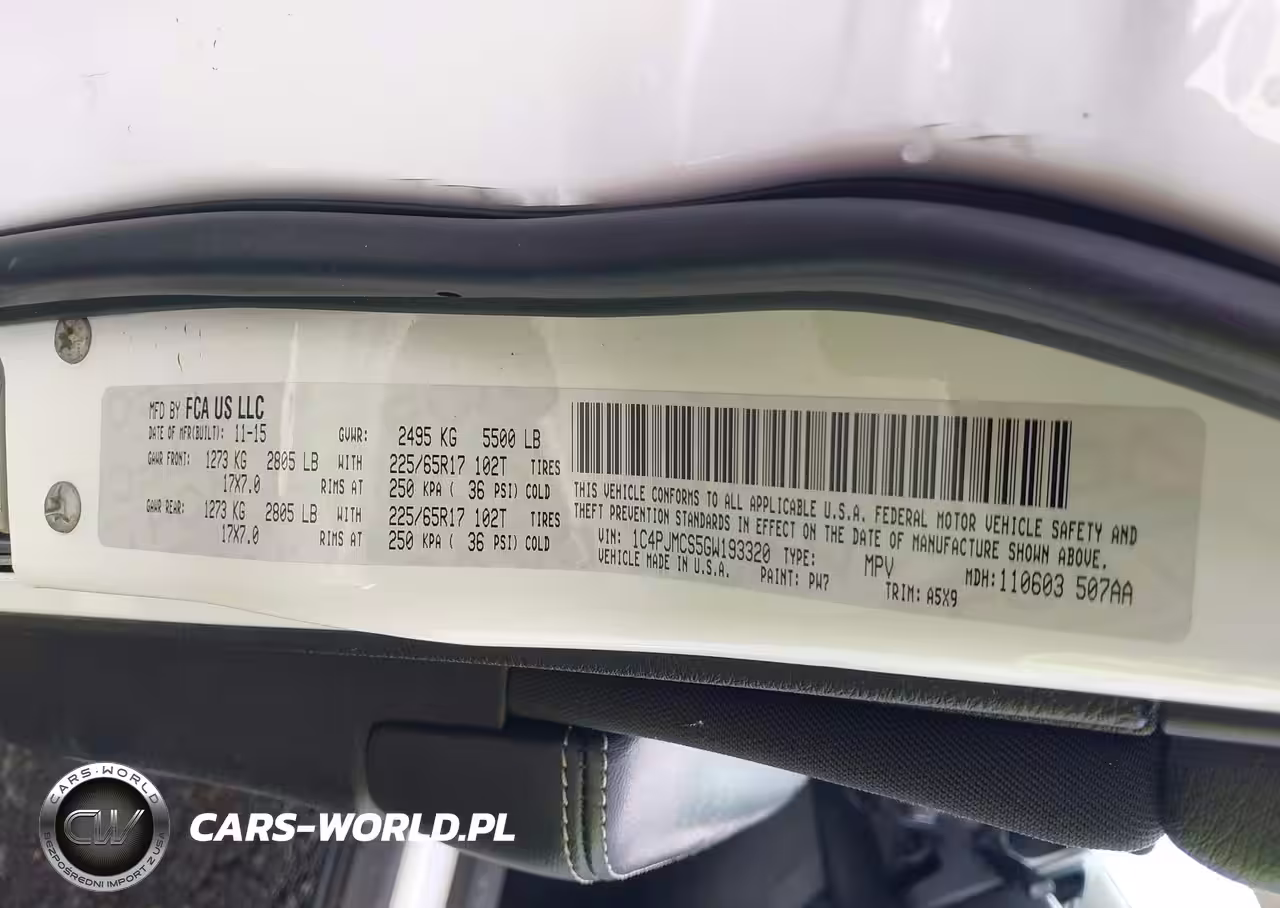 MFD BY FCA US LLC
DATE OF MFR(BUILT): 11-15 GVWR: 2495 KG 5500 LB
GAWR FRONT: 1273 KG 2805 LB WITH 225/65R17 102T TIRES
17X7.0 RIMS AT 250 KPA ( 36 PSI) COLD
GAWR REAR: 1273 KG 2805 LB WITH 225/65R17 102T TIRES
17X7.0 RIMS AT 250 KPA ( 36 PSI) COLD
THIS VEHICLE CONFORMS TO ALL APPLICABLE U.S.A. FEDERAL MOTOR VEHICLE SAFETY AND
THEFT PREVENTION STANDARDS IN EFFECT ON THE DATE OF MANUFACTURE SHOWN ABOVE.
VIN: 1C4PJMCS5GW193320 TYPE: MPV MDH:110603 507AA
VEHICLE MADE IN U.S.A. PAINT: PW7 TRIM: A5X9
CARS-WORLD
CW
BEZPOŚREDNI IMPORT Z USA
CARS-WORLD.PL